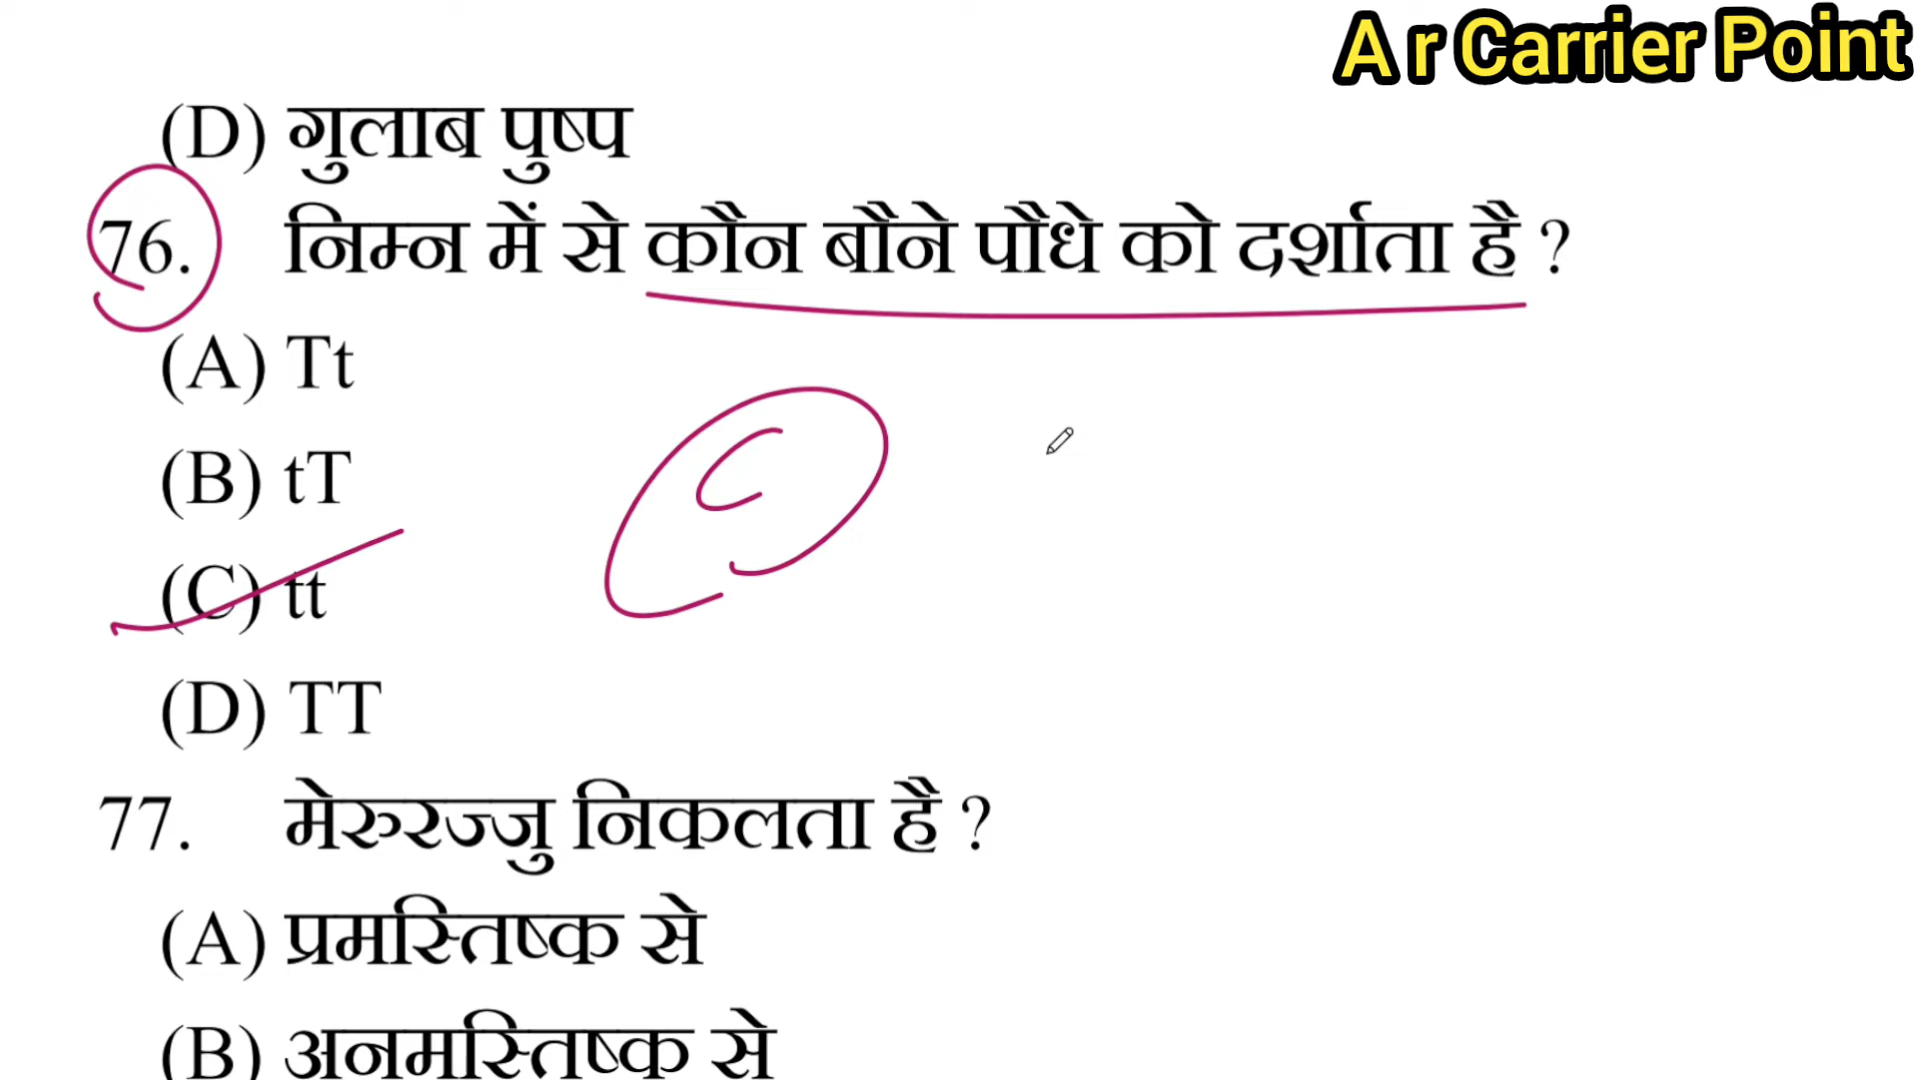 A r Carrier Point
(D) गुलाब पुष्प
76. निम्न में से कौन बौने पौधे को दर्शाता है ?
(A) Tt
(B) tT
C
(C) tt
(D) TT
77. मेरुरज्जु निकलता है ?
(A) प्रमस्तिष्क से
(B) अनमस्तिष्क से